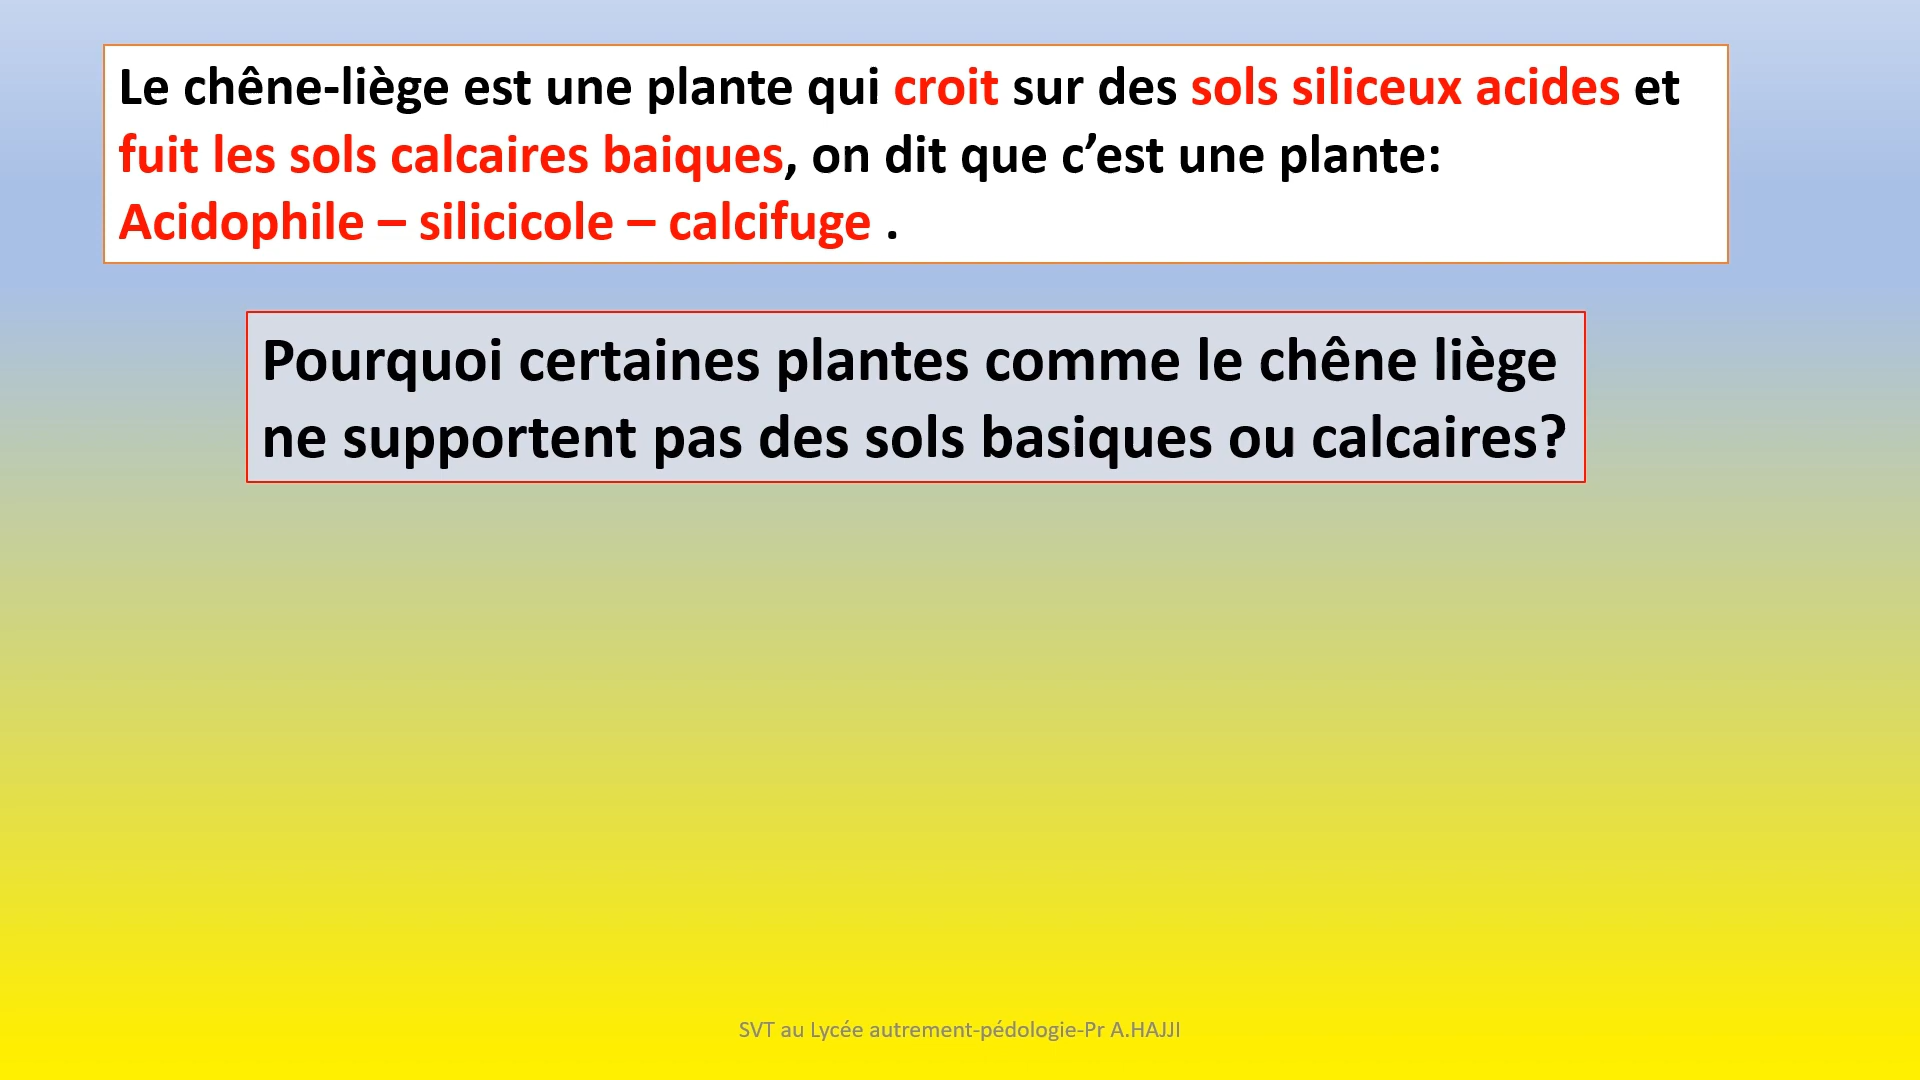 Le chêne-liège est une plante qui croit sur des sols siliceux acides et
fuit les sols calcaires baiques, on dit que c’est une plante:
Acidophile – silicicole – calcifuge .
Pourquoi certaines plantes comme le chêne liège
ne supportent pas des sols basiques ou calcaires?
SVT au Lycée autrement-pédologie-Pr A.HAJJI